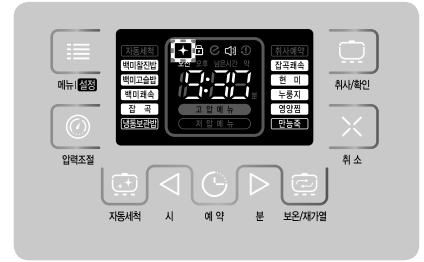 자동세척
취사예약
오전 오후 남은시간 약
백미찰진밥
잡곡쾌속
백미고슬밥
현 미
백미쾌속
8:38
분
누룽지
잡 곡
고 압 메 뉴
영양찜
냉동보관밥
저 압 메 뉴
만능죽
메뉴/설정
취사/확인
압력조절
취 소
자동세척
시
예 약
분
보온/재가열